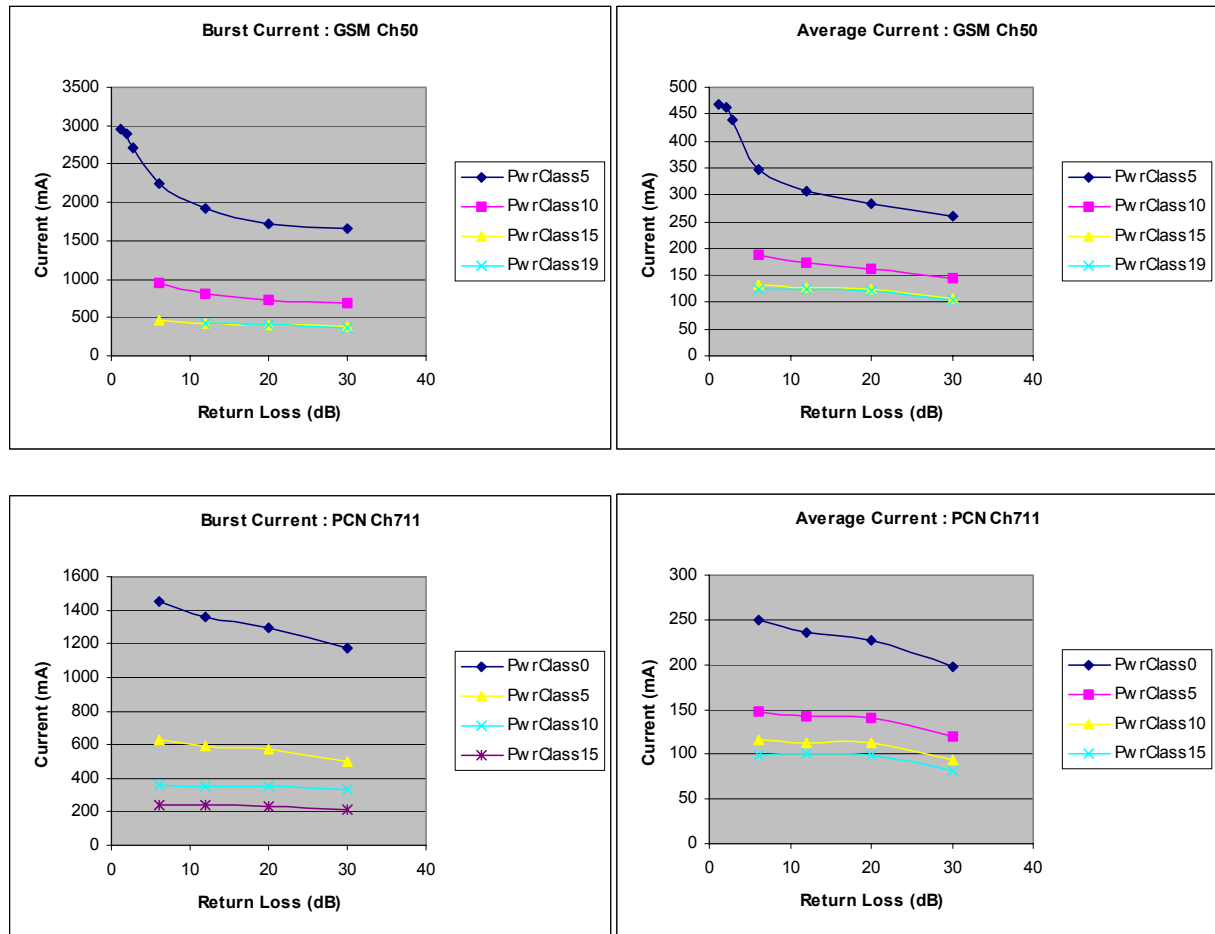 Burst Current : GSM Ch50
Current (mA)
3500
3000
2500
2000
1500
1000
500
0
0 10 20 30 40
Return Loss (dB)
PwrClass5
PwrClass10
PwrClass15
PwrClass19
Average Current : GSM Ch50
Current (mA)
500
450
400
350
300
250
200
150
100
50
0
0 10 20 30 40
Return Loss (dB)
PwrClass5
PwrClass10
PwrClass15
PwrClass19
Burst Current : PCN Ch711
Current (mA)
1600
1400
1200
1000
800
600
400
200
0
0 10 20 30 40
Return Loss (dB)
PwrClass0
PwrClass5
PwrClass10
PwrClass15
Average Current : PCN Ch711
Current (mA)
300
250
200
150
100
50
0
0 10 20 30 40
Return Loss (dB)
PwrClass0
PwrClass5
PwrClass10
PwrClass15